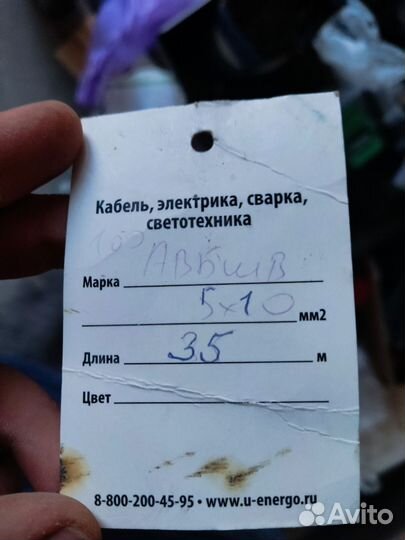 Кабель, электрика, сварка,
светотехника
100
Марка АВБШВ
5х10 мм2
Длина 35 м
Цвет
8-800-200-45-95 • www.u-energo.ru
Avito